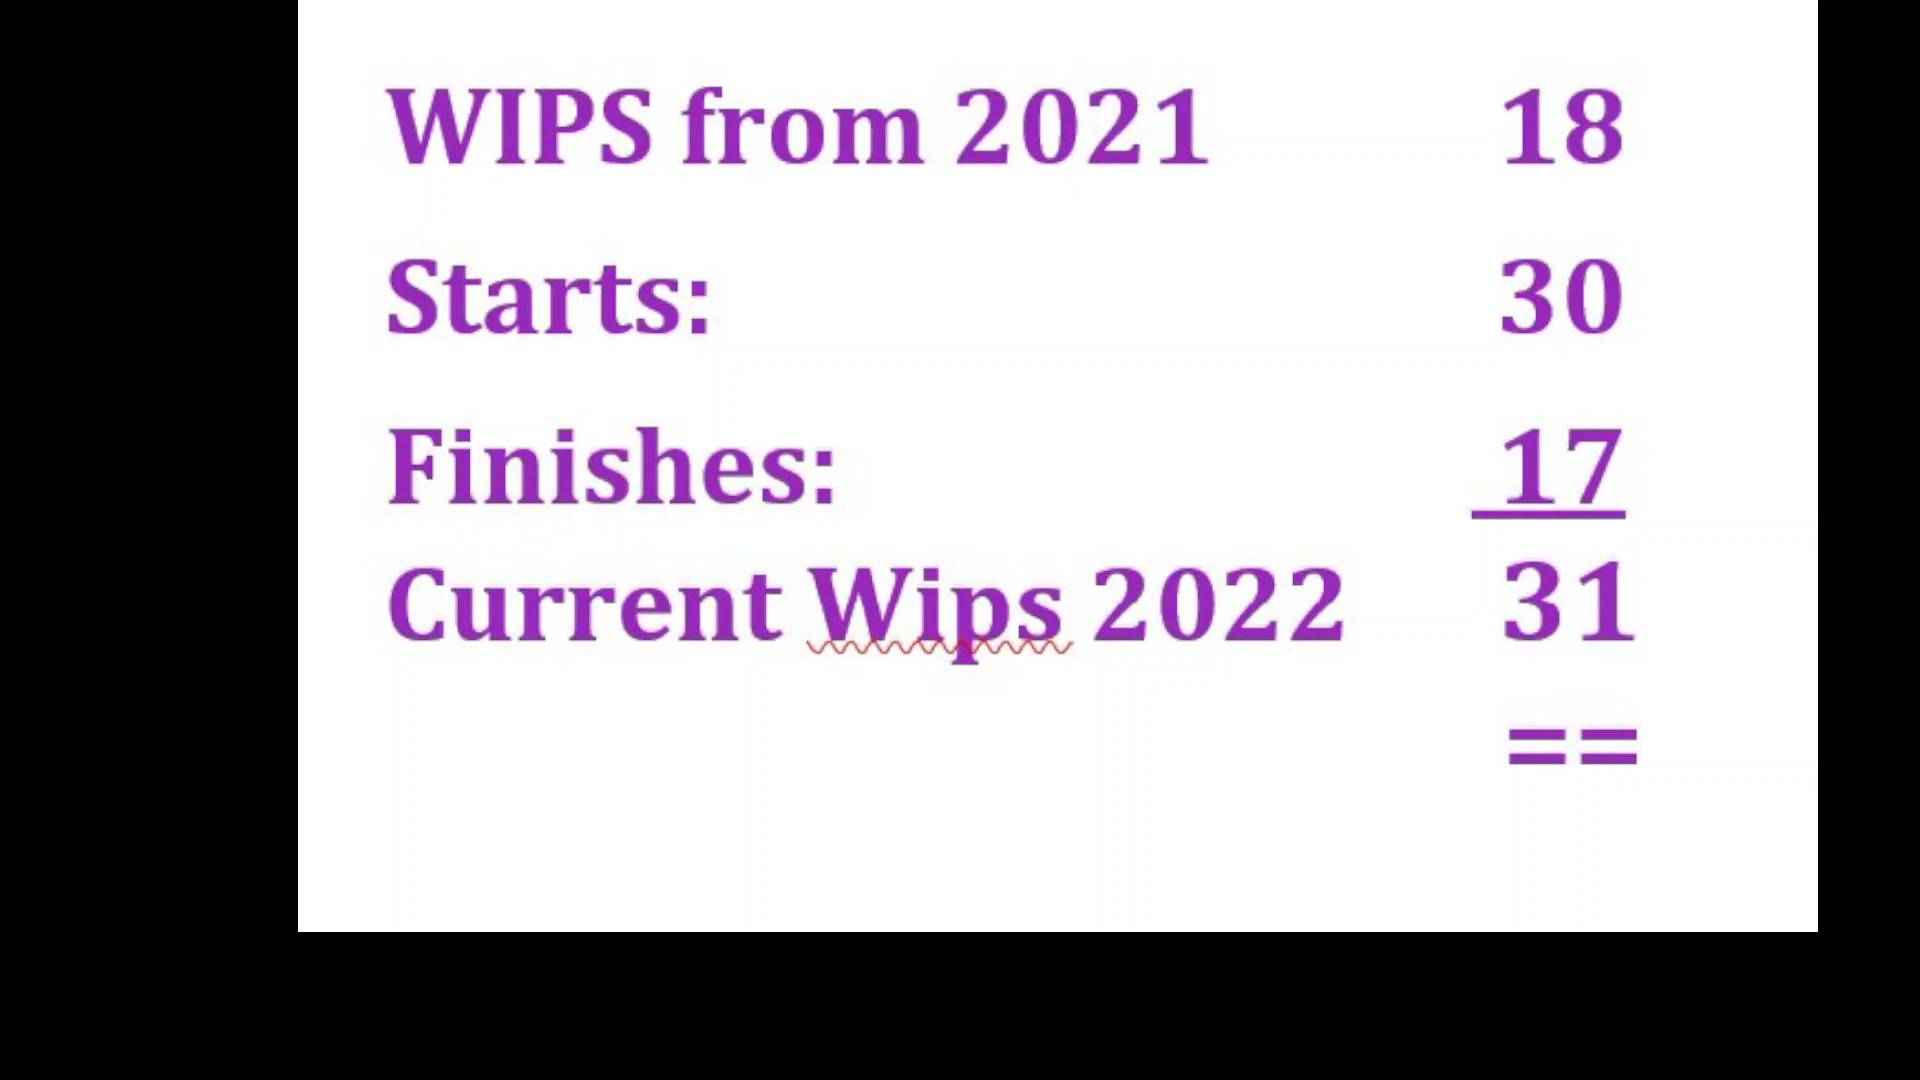 WIPS from 2021 18
Starts: 30
Finishes: 17
Current Wips 2022 31
==